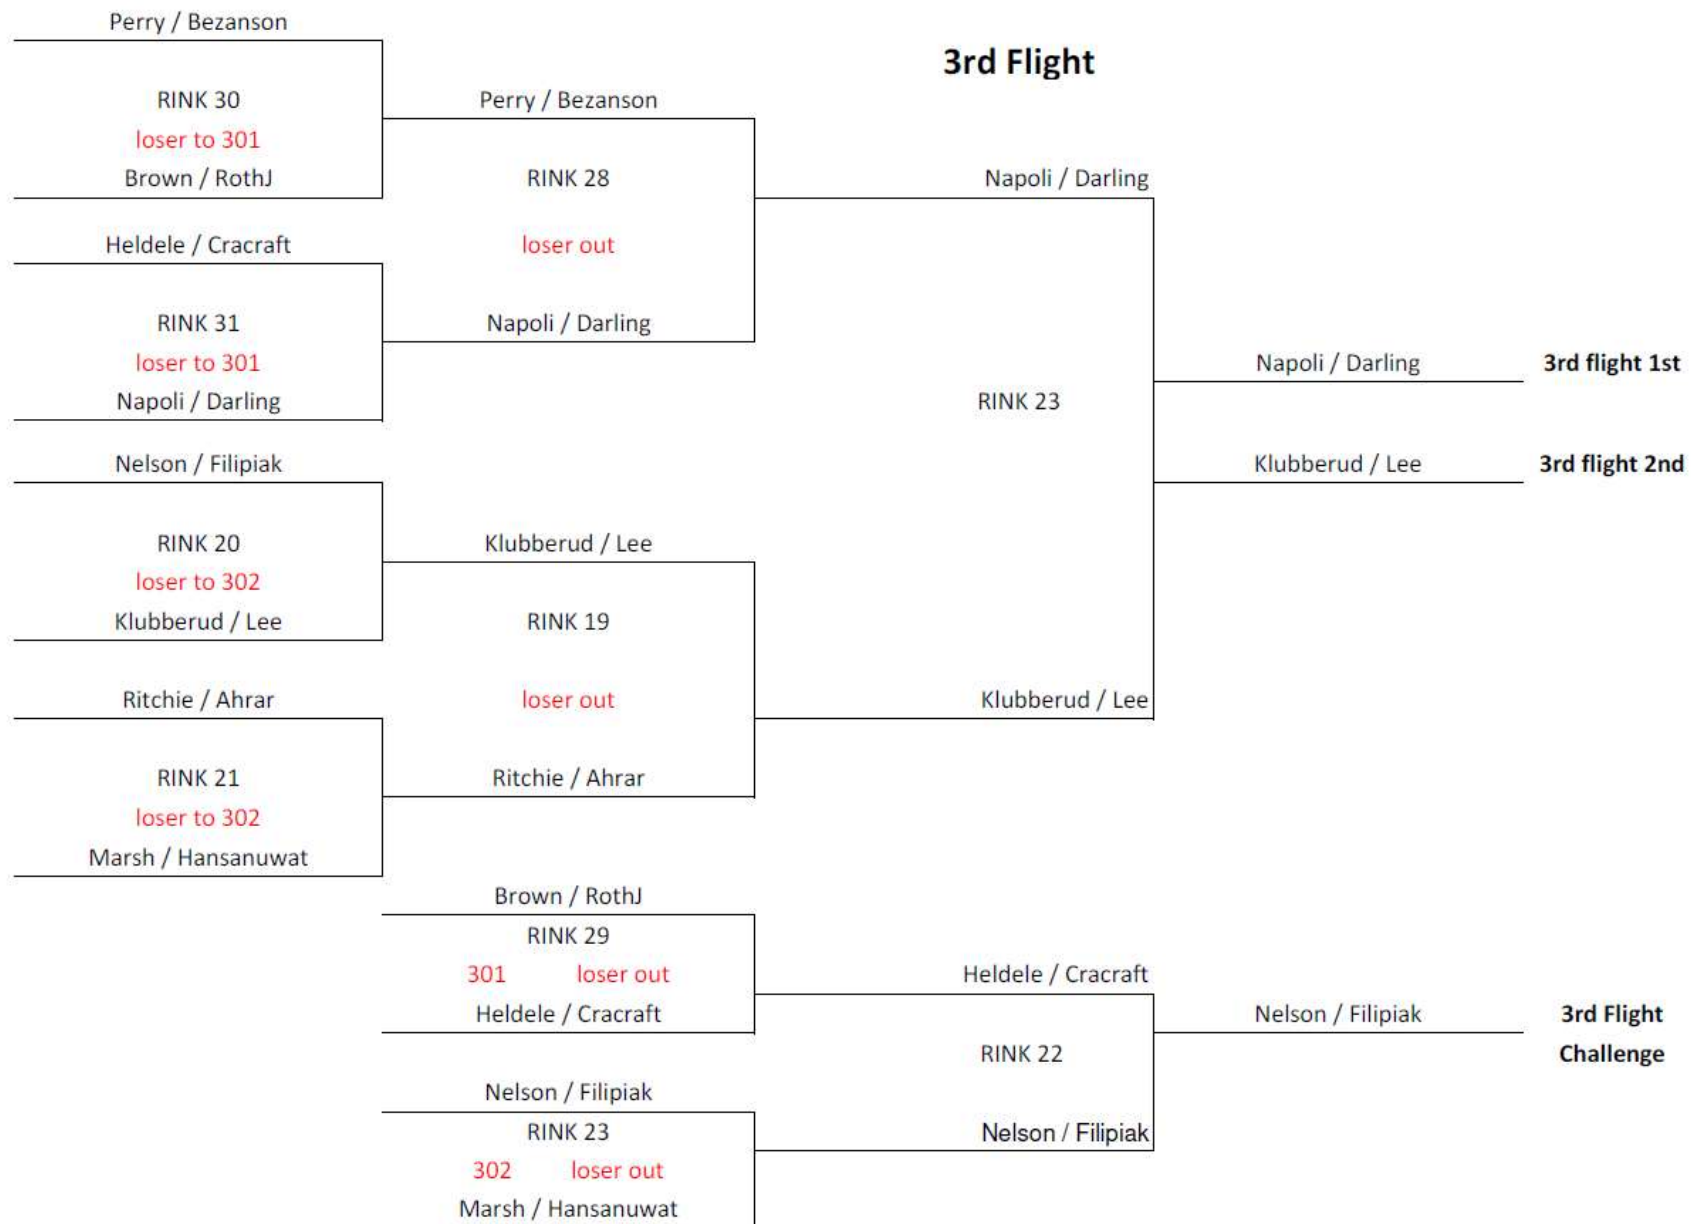 Perry / Bezanson
3rd Flight
RINK 30
Perry / Bezanson
loser to 301
Brown / RothJ
RINK 28
Napoli / Darling
Heldele / Cracraft
loser out
RINK 31
Napoli / Darling
loser to 301
Napoli / Darling
3rd flight 1st
Napoli / Darling
RINK 23
Nelson / Filipiak
Klubberud / Lee
3rd flight 2nd
RINK 20
Klubberud / Lee
loser to 302
Klubberud / Lee
RINK 19
Ritchie / Ahrar
loser out
Klubberud / Lee
RINK 21
Ritchie / Ahrar
loser to 302
Marsh / Hansanuwat
Brown / RothJ
RINK 29
301 loser out
Heldele / Cracraft
Heldele / Cracraft
Nelson / Filipiak
3rd Flight
RINK 22
Challenge
Nelson / Filipiak
RINK 23
Nelson / Filipiak
302 loser out
Marsh / Hansanuwat